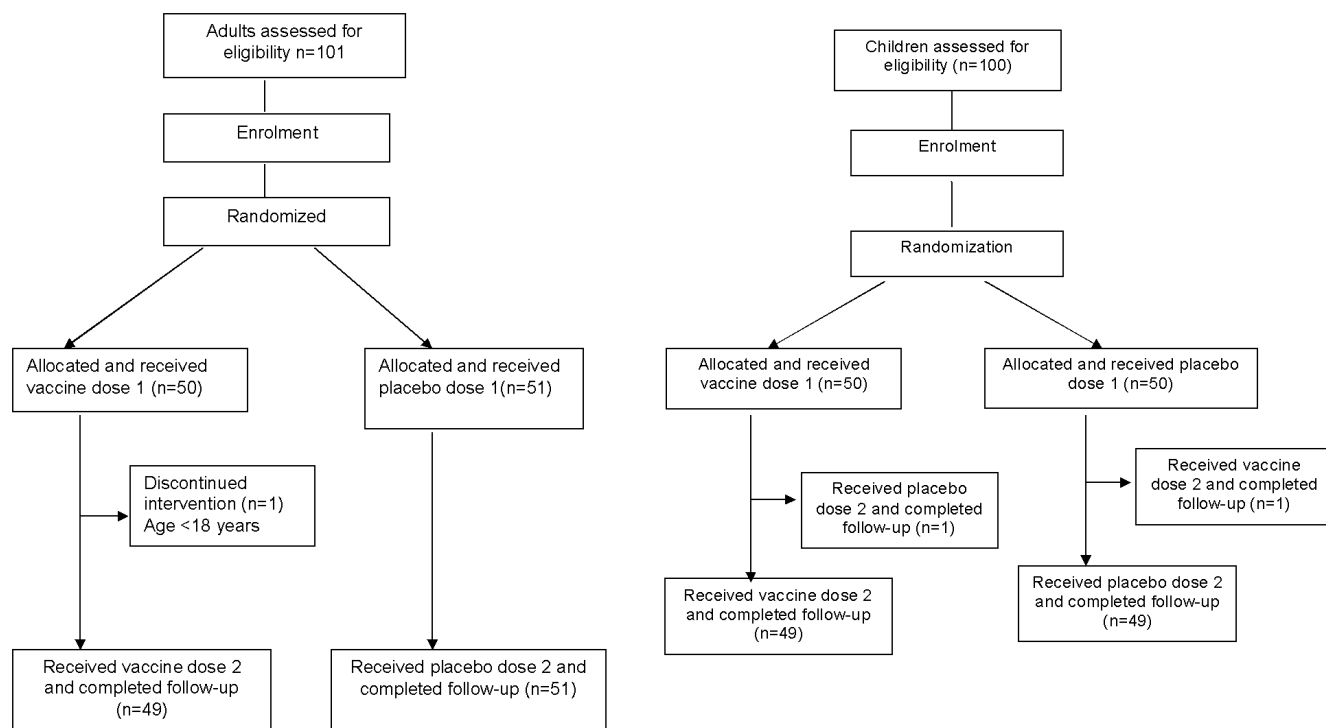 Adults assessed for
eligibility n=101
Enrolment
Randomized
Allocated and received
vaccine dose 1 (n=50)
Allocated and received
placebo dose 1(n=51)
Discontinued
intervention (n=1)
Age <18 years
Received vaccine dose 2
and completed follow-up
(n=49)
Received placebo dose 2 and
completed follow-up (n=51)
Children assessed for
eligibility (n=100)
Enrolment
Randomization
Allocated and received
vaccine dose 1 (n=50)
Allocated and received placebo
dose 1 (n=50)
Received placebo
dose 2 and completed
follow-up (n=1)
Received vaccine
dose 2 and completed
follow-up (n=1)
Received vaccine dose 2
and completed follow-up
(n=49)
Received placebo dose 2
and completed follow-up
(n=49)